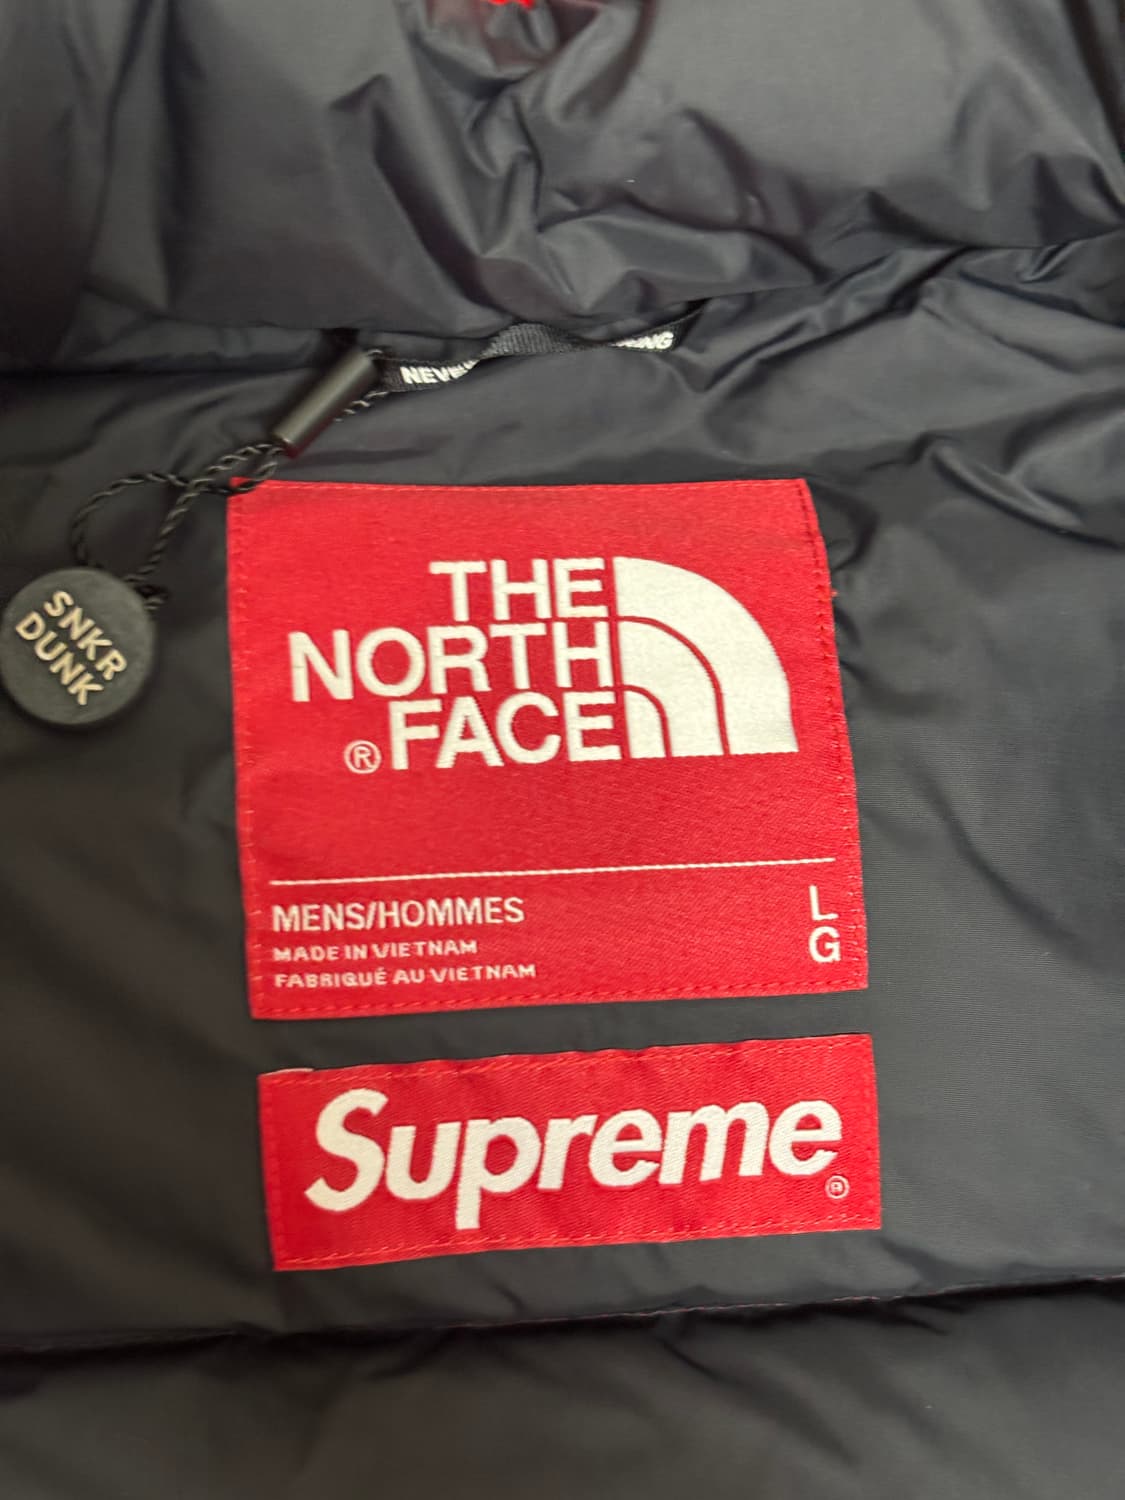 SNKR
DUNK
THE
NORTH
FACE
®
MENS/HOMMES
MADE IN VIETNAM
FABRIQUÉ AU VIETNAM
L
G
Supreme
®